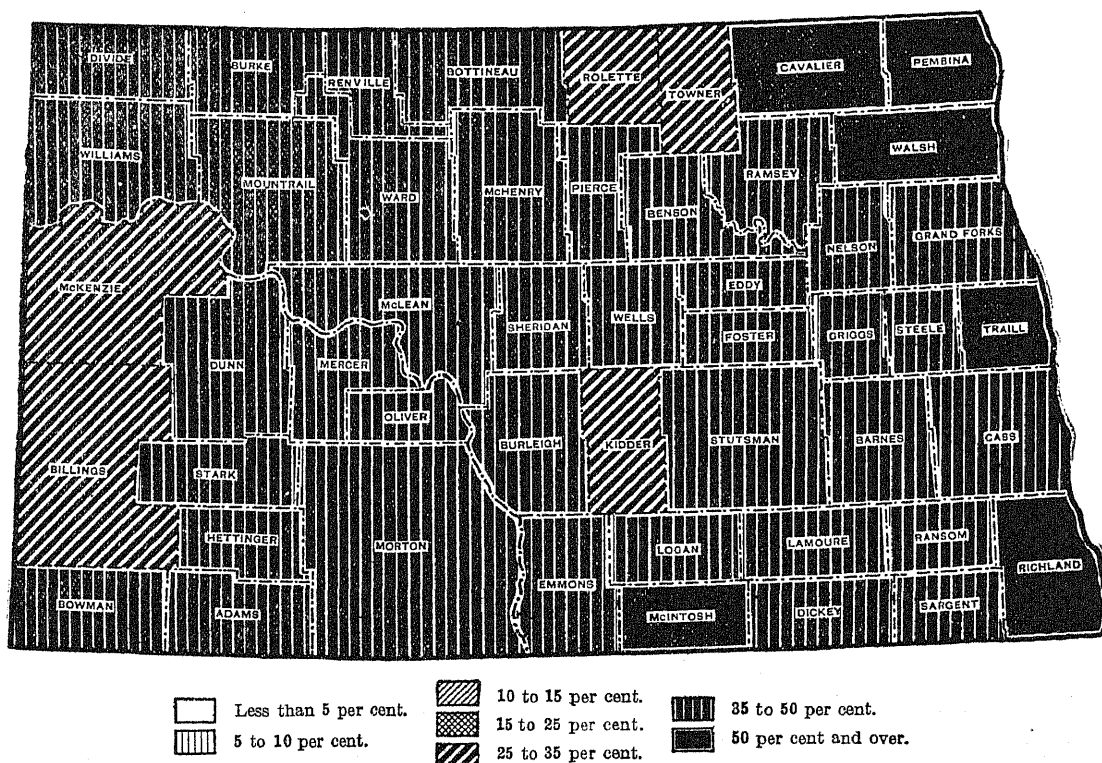 DIVIDE
BURKE
RENVILLE
BOTTINEAU
ROLETTE
TOWNER
CAVALIER
PEMBINA
WILLIAMS
MOUNTRAIL
WARD
McHENRY
PIERCE
BENSON
RAMSEY
WALSH
NELSON
GRAND FORKS
McKENZIE
DUNN
McLEAN
MERCER
OLIVER
SHERIDAN
WELLS
EDDY
FOSTER
GRIGGS
STEELE
TRAILL
BILLINGS
STARK
BURLEIGH
KIDDER
STUTSMAN
BARNES
CASS
HETTINGER
MORTON
EMMONS
LOGAN
LAMOURE
RANSOM
RICHLAND
BOWMAN
ADAMS
McINTOSH
DICKEY
SARGENT
Less than 5 per cent.
5 to 10 per cent.
10 to 15 per cent.
15 to 25 per cent.
25 to 35 per cent.
35 to 50 per cent.
50 per cent and over.